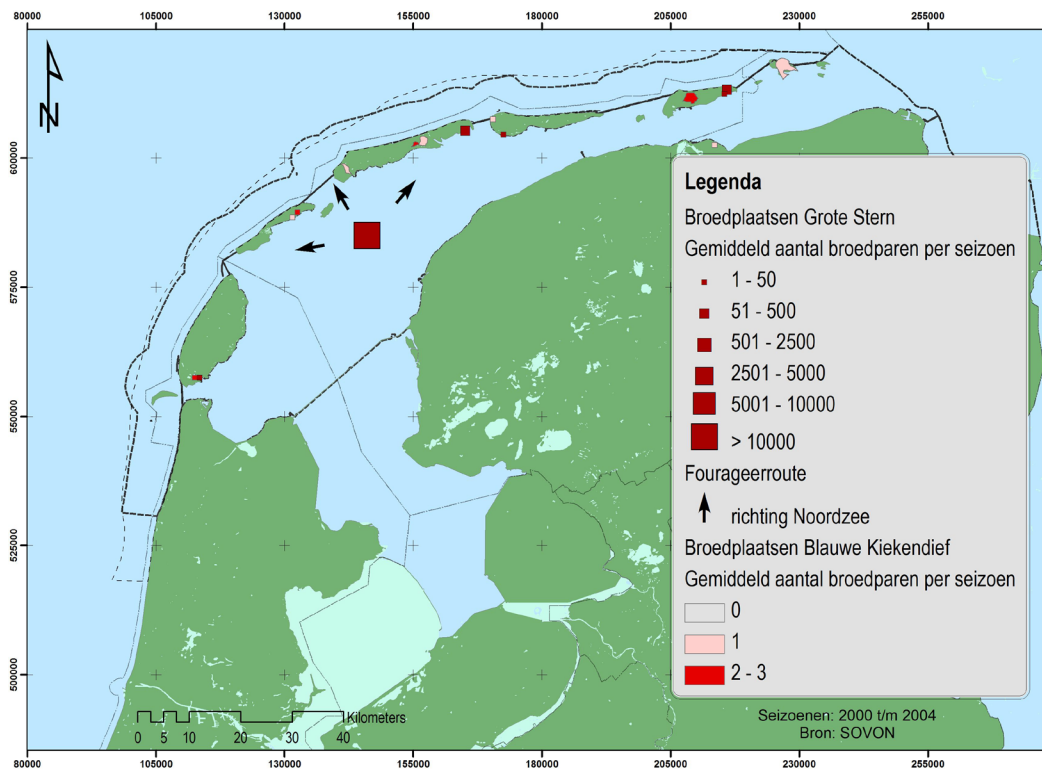 80000 105000 130000 155000 180000 205000 230000 255000
N
600000
575000
550000
525000
500000
Legenda
Broedplaatsen Grote Stern
Gemiddeld aantal broedparen per seizoen
1 - 50
51 - 500
501 - 2500
2501 - 5000
5001 - 10000
> 10000
Fourageerroute
richting Noordzee
Broedplaatsen Blauwe Kiekendief
Gemiddeld aantal broedparen per seizoen
0
1
2 - 3
Kilometers
0 5 10 20 30 40
Seizoenen: 2000 t/m 2004
Bron: SOVON
80000 105000 130000 155000 180000 205000 230000 255000